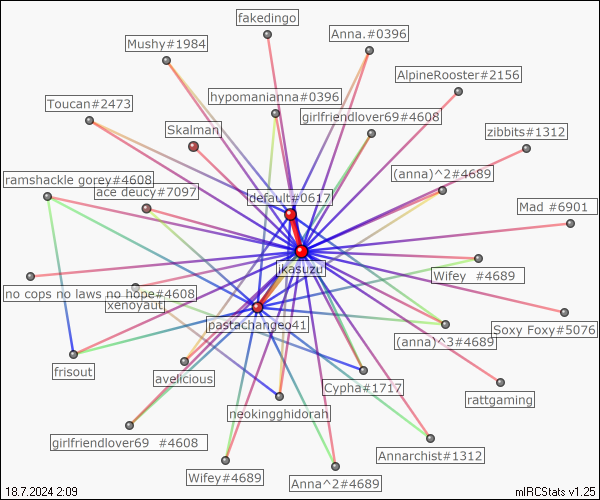 fakedingo
Mushy#1984
Anna.#0396
AlpineRooster#2156
Toucan#2473
hypomanianna#0396
girlfriendlover69#4608
Skalman
zibbits#1312
ramshackle gorey#4608
(anna)^2#4689
ace deucy#7097
default#0617
Mad #6901
jkasuzu
Wifey #4689
no cops no laws no hope#4608
xenoyaut
pastachangeo41
Soxy Foxy#5076
(anna)^3#4689
frisout
avelicious
Cypha#1717
rattgaming
neokingghidorah
girlfriendlover69 #4608
Annarchist#1312
Wifey#4689
Anna^2#4689
18.7.2024 2:09
mIRCStats v1.25